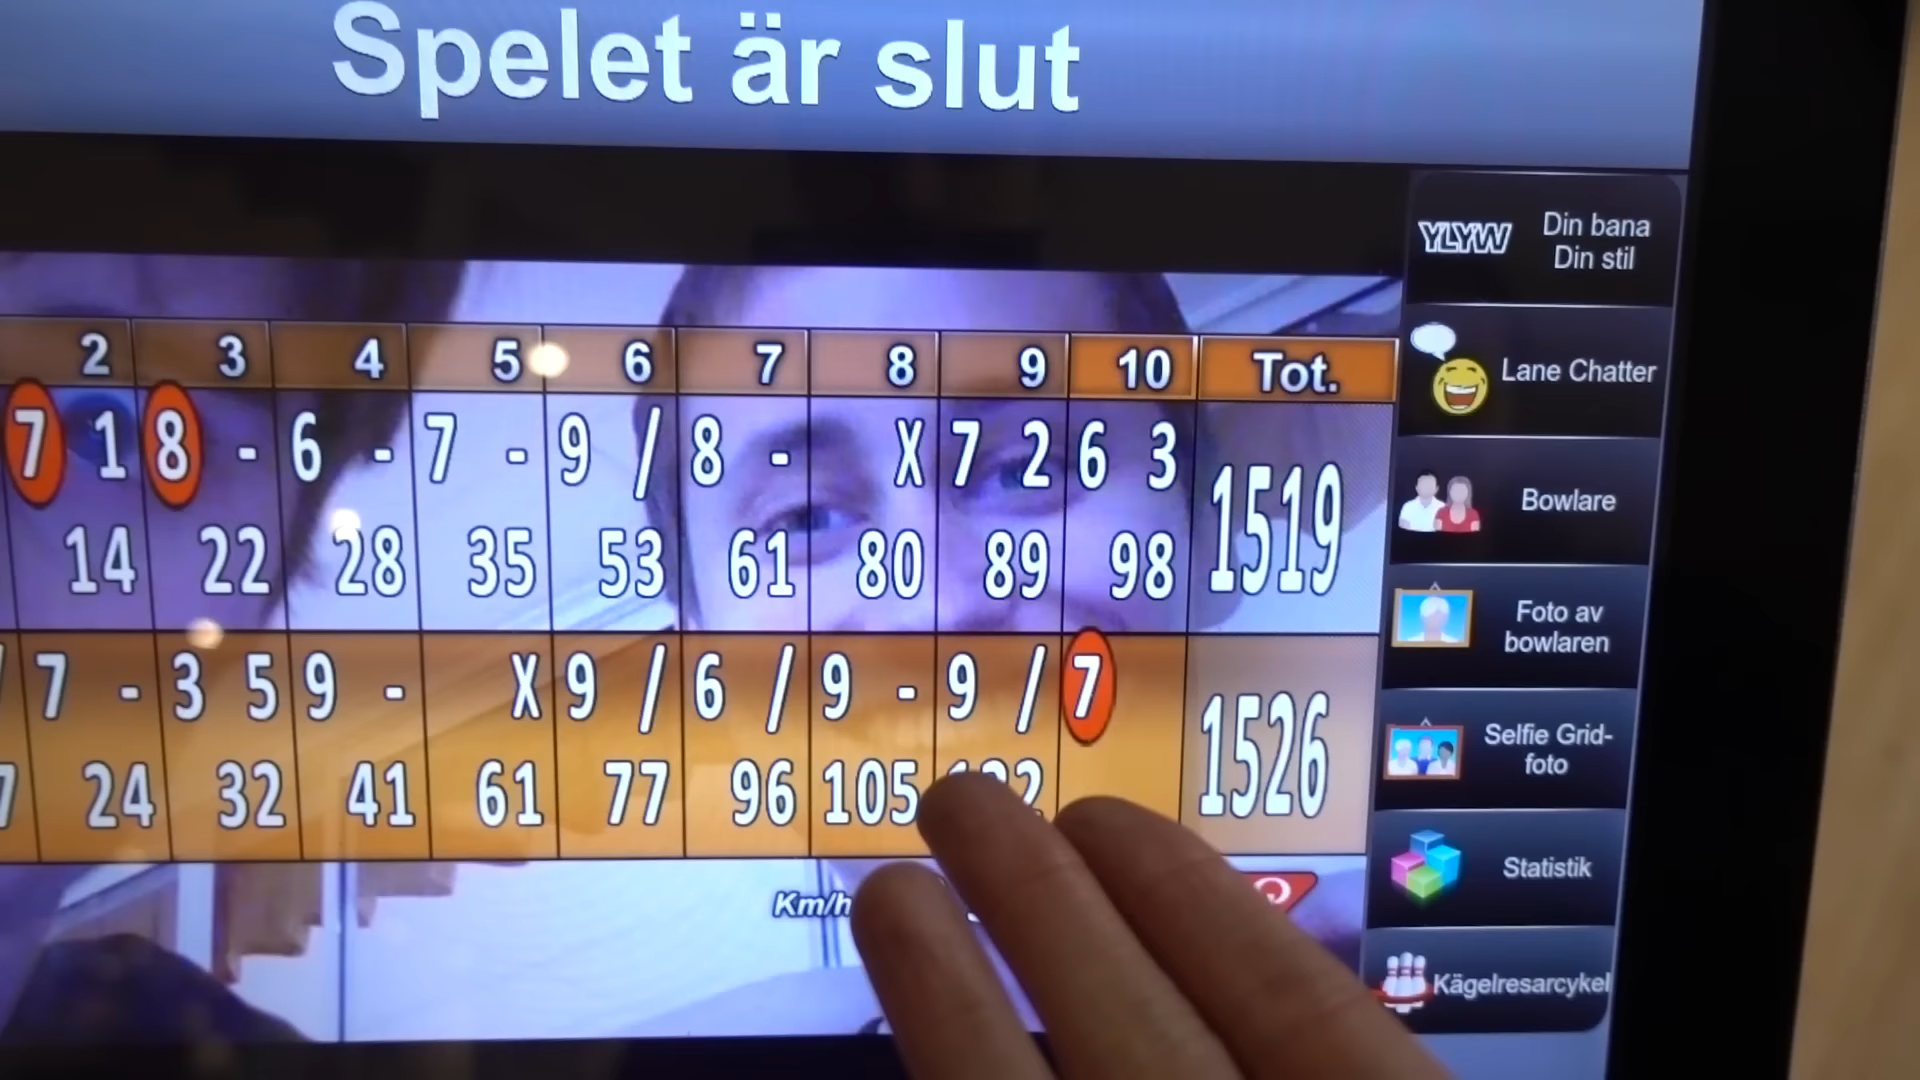 Spelet är slut
YLYW Din bana
Din stil
Lane Chatter
Bowlare
Foto av
bowlaren
Selfie Grid-
foto
Statistik
Kägelresarcykel
2 3 4 5 6 7 8 9 10 Tot.
7 1 8 - 6 - 7 - 9 / 8 - X 7 2 6 3
14 22 28 35 53 61 80 89 98 1519
/ 7 - 3 5 9 - X 9 / 6 / 9 - 9 / 7
7 24 32 41 61 77 96 105 122 1526
Km/h